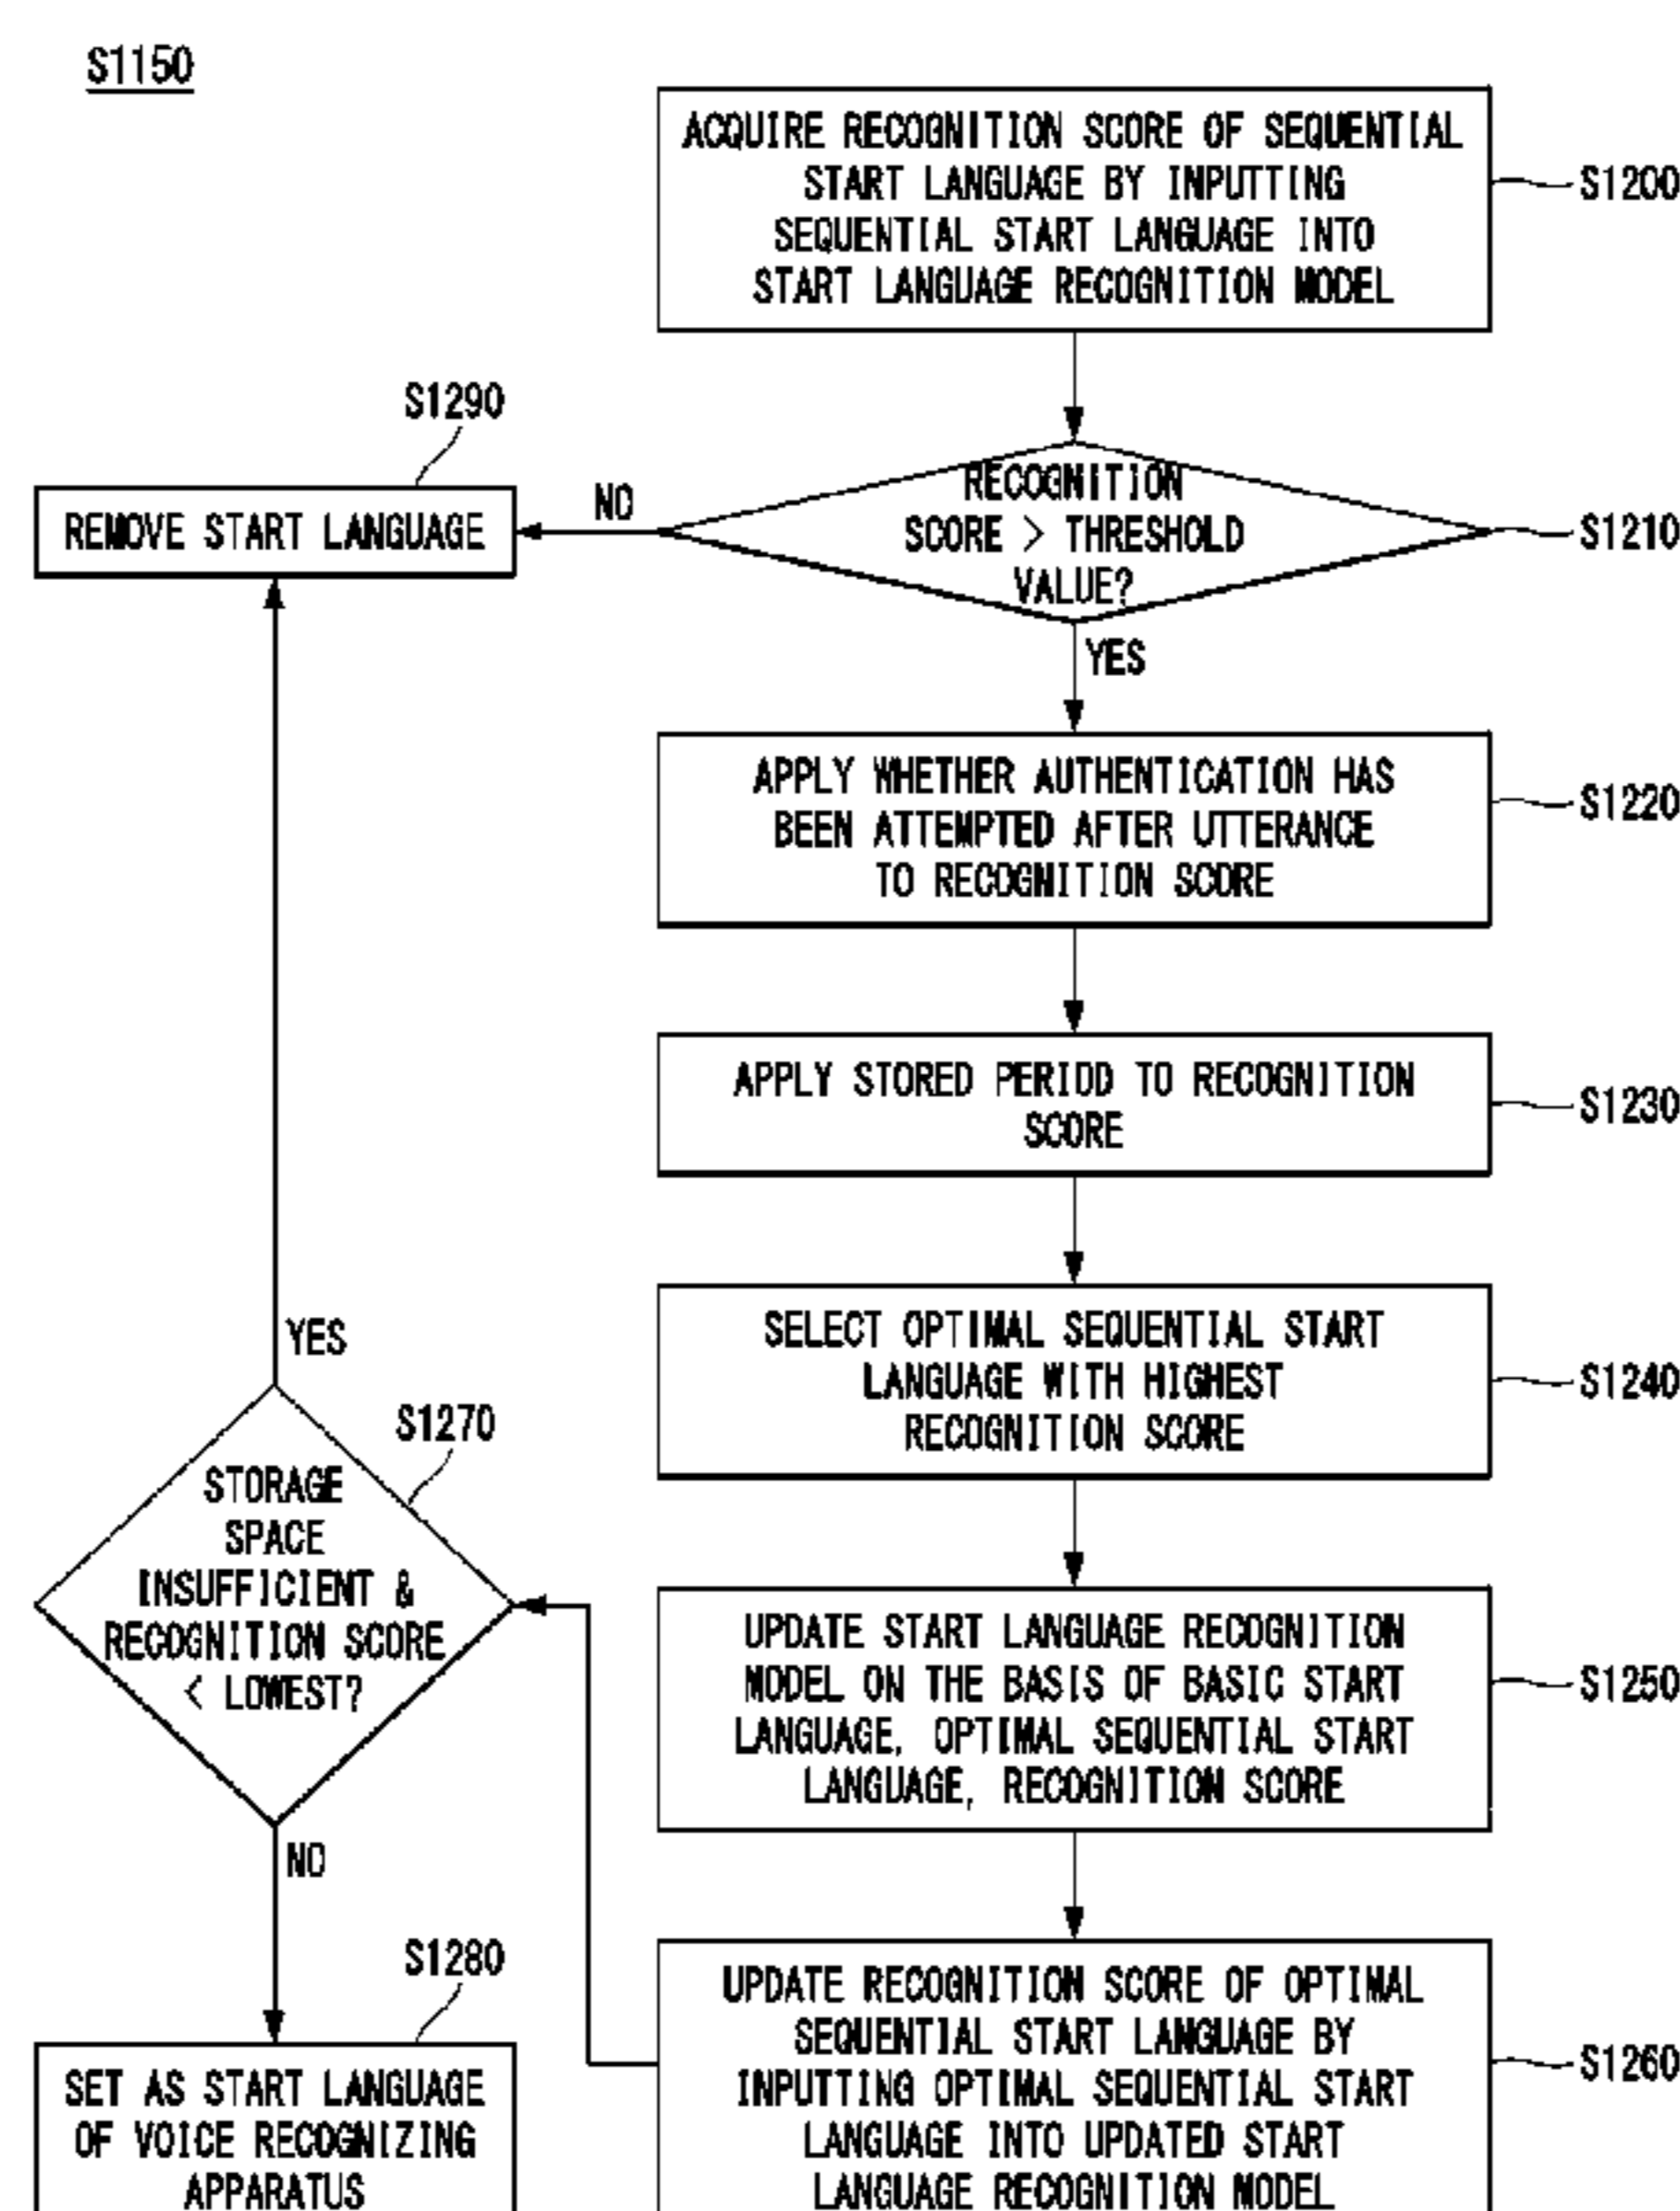 S1150
ACQUIRE RECOGNITION SCORE OF SEQUENTIAL
START LANGUAGE BY INPUTTING
SEQUENTIAL START LANGUAGE INTO
START LANGUAGE RECOGNITION MODEL
S1200
S1290
REMOVE START LANGUAGE
NO
RECOGNITION
SCORE > THRESHOLD
VALUE?
S1210
YES
APPLY WHETHER AUTHENTICATION HAS
BEEN ATTEMPTED AFTER UTTERANCE
TO RECOGNITION SCORE
S1220
APPLY STORED PERIOD TO RECOGNITION
SCORE
S1230
SELECT OPTIMAL SEQUENTIAL START
LANGUAGE WITH HIGHEST
RECOGNITION SCORE
S1240
YES
S1270
STORAGE
SPACE
INSUFFICIENT &
RECOGNITION SCORE
< LOWEST?
NO
UPDATE START LANGUAGE RECOGNITION
MODEL ON THE BASIS OF BASIC START
LANGUAGE, OPTIMAL SEQUENTIAL START
LANGUAGE, RECOGNITION SCORE
S1250
S1280
SET AS START LANGUAGE
OF VOICE RECOGNIZING
APPARATUS
UPDATE RECOGNITION SCORE OF OPTIMAL
SEQUENTIAL START LANGUAGE BY
INPUTTING OPTIMAL SEQUENTIAL START
LANGUAGE INTO UPDATED START
LANGUAGE RECOGNITION MODEL
S1260